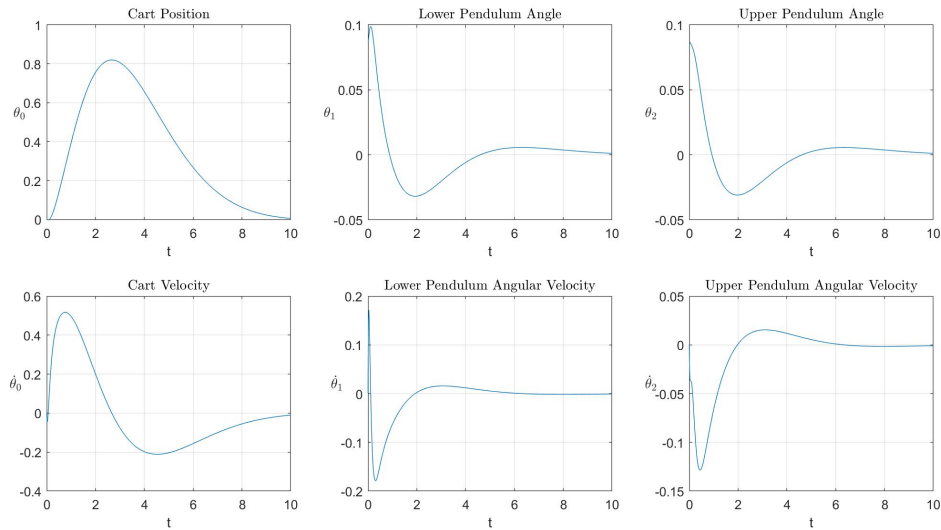 Cart Position
1
0.8
0.6
θ₀
0.4
0.2
0
0 2 4 6 8 10
t
Lower Pendulum Angle
0.1
0.05
θ₁
0
-0.05
0 2 4 6 8 10
t
Upper Pendulum Angle
0.1
0.05
θ₂
0
-0.05
0 2 4 6 8 10
t
Cart Velocity
0.6
0.4
0.2
θ̇₀
0
-0.2
-0.4
0 2 4 6 8 10
t
Lower Pendulum Angular Velocity
0.2
0.1
θ̇₁
0
-0.1
-0.2
0 2 4 6 8 10
t
Upper Pendulum Angular Velocity
0.05
0
θ̇₂
-0.05
-0.1
-0.15
0 2 4 6 8 10
t